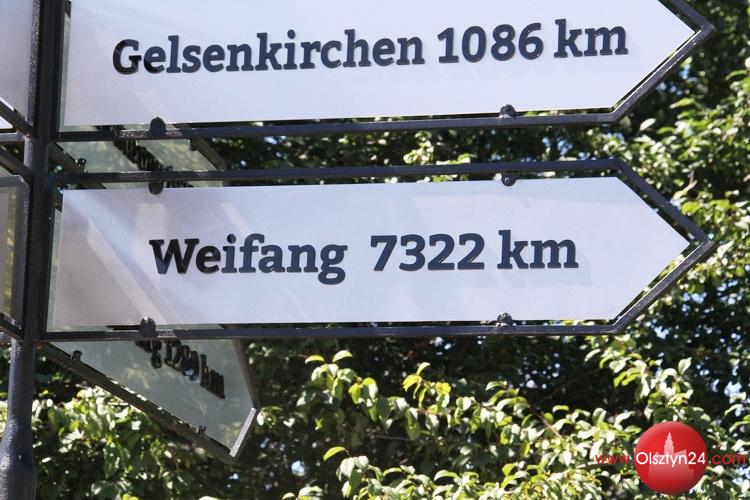 Gelsenkirchen 1086 km
Weifang 7322 km
www.Olsztyn24.com